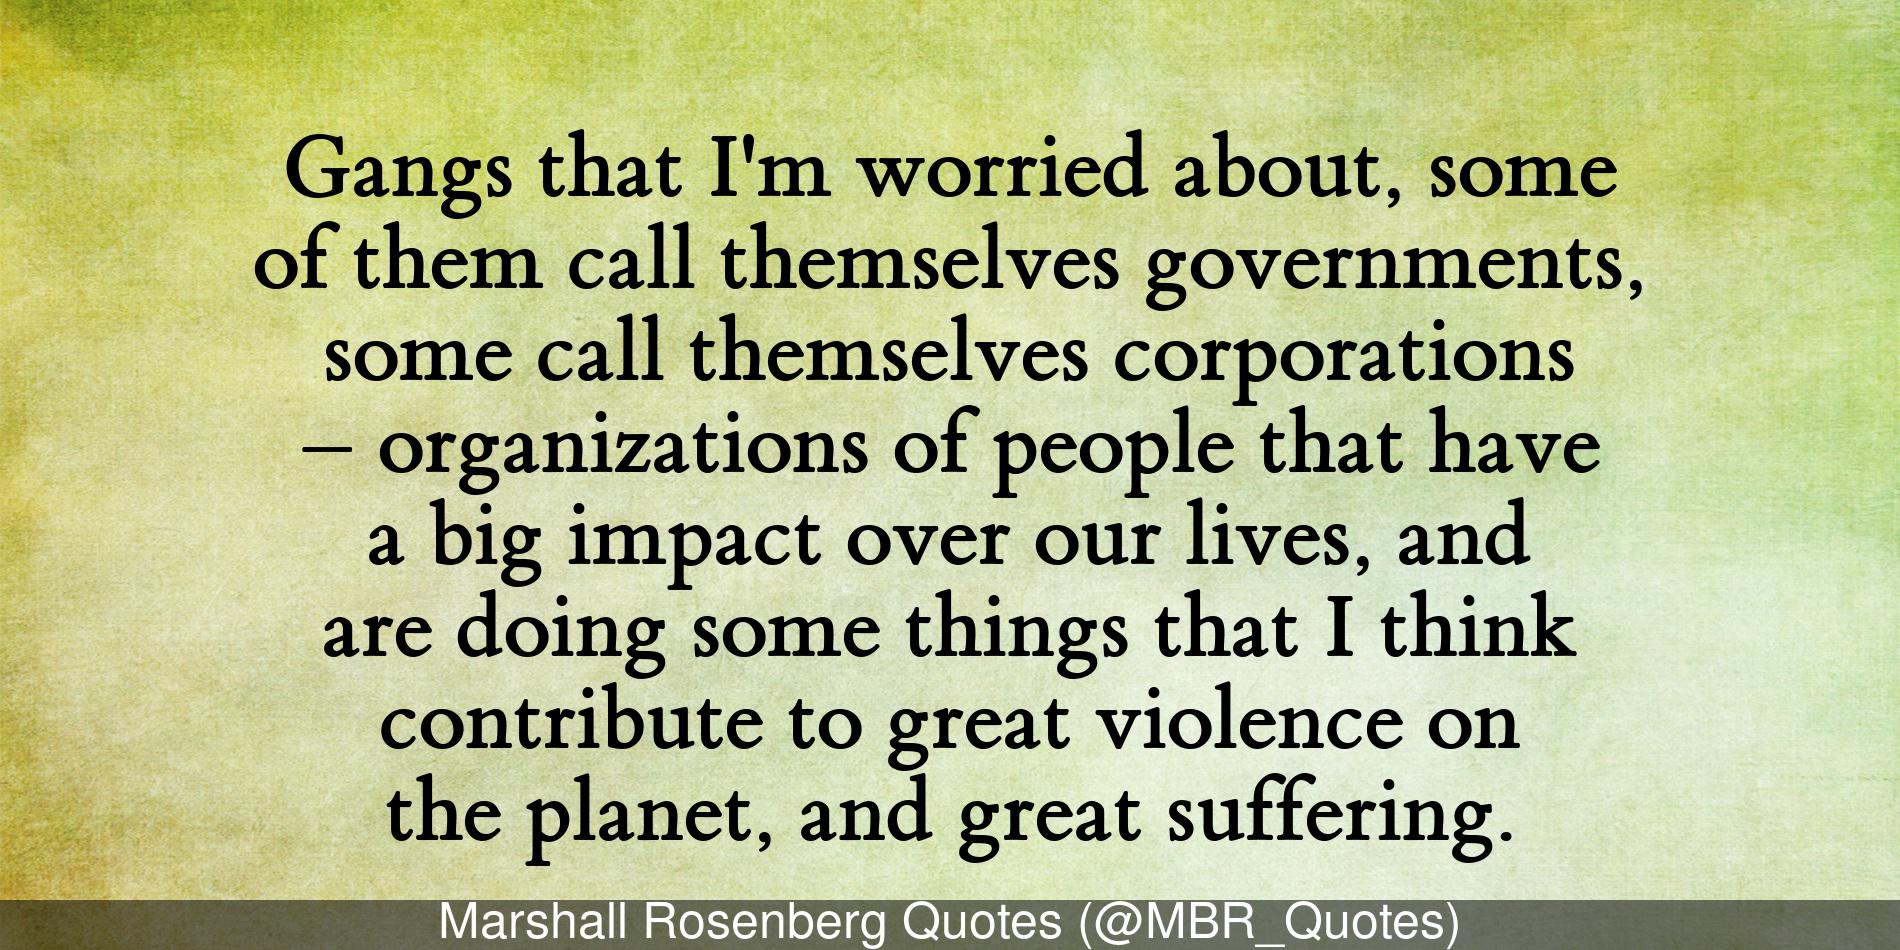 Gangs that I'm worried about, some
of them call themselves governments,
some call themselves corporations
– organizations of people that have
a big impact over our lives, and
are doing some things that I think
contribute to great violence on
the planet, and great suffering.
Marshall Rosenberg Quotes (@MBR_Quotes)